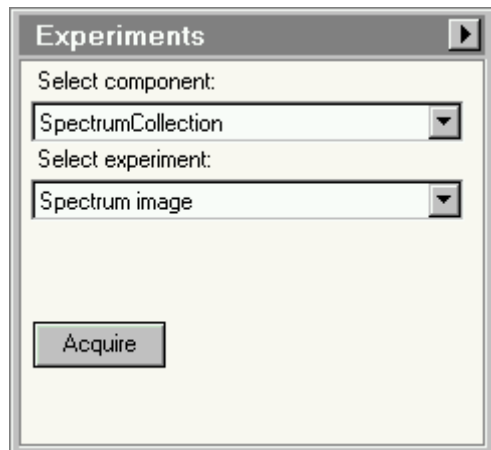 Experiments
Select component:
SpectrumCollection
Select experiment:
Spectrum image
Acquire